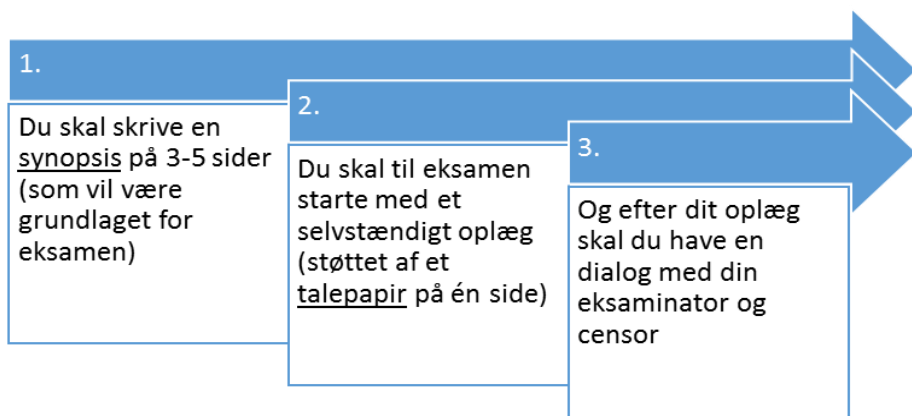 1.
Du skal skrive en
synopsis på 3-5 sider
(som vil være
grundlaget for
eksamen)
2.
Du skal til eksamen
starte med et
selvstændigt oplæg
(støttet af et
talepapir på én side)
3.
Og efter dit oplæg
skal du have en
dialog med din
eksaminator og
censor